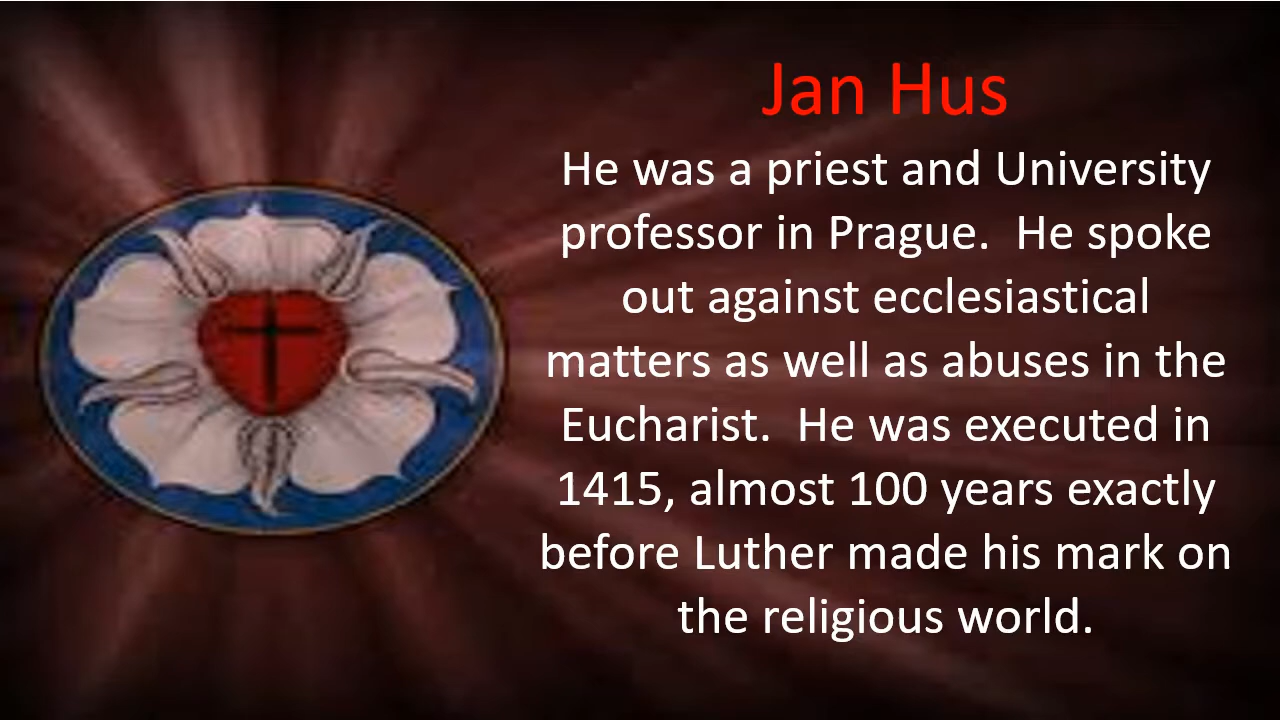 Jan Hus
He was a priest and University
professor in Prague.  He spoke
out against ecclesiastical
matters as well as abuses in the
Eucharist.  He was executed in
1415, almost 100 years exactly
before Luther made his mark on
the religious world.